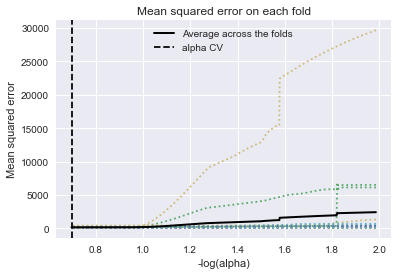 Mean squared error on each fold
Average across the folds
alpha CV
Mean squared error
30000
25000
20000
15000
10000
5000
0
0.8 1.0 1.2 1.4 1.6 1.8 2.0
-log(alpha)